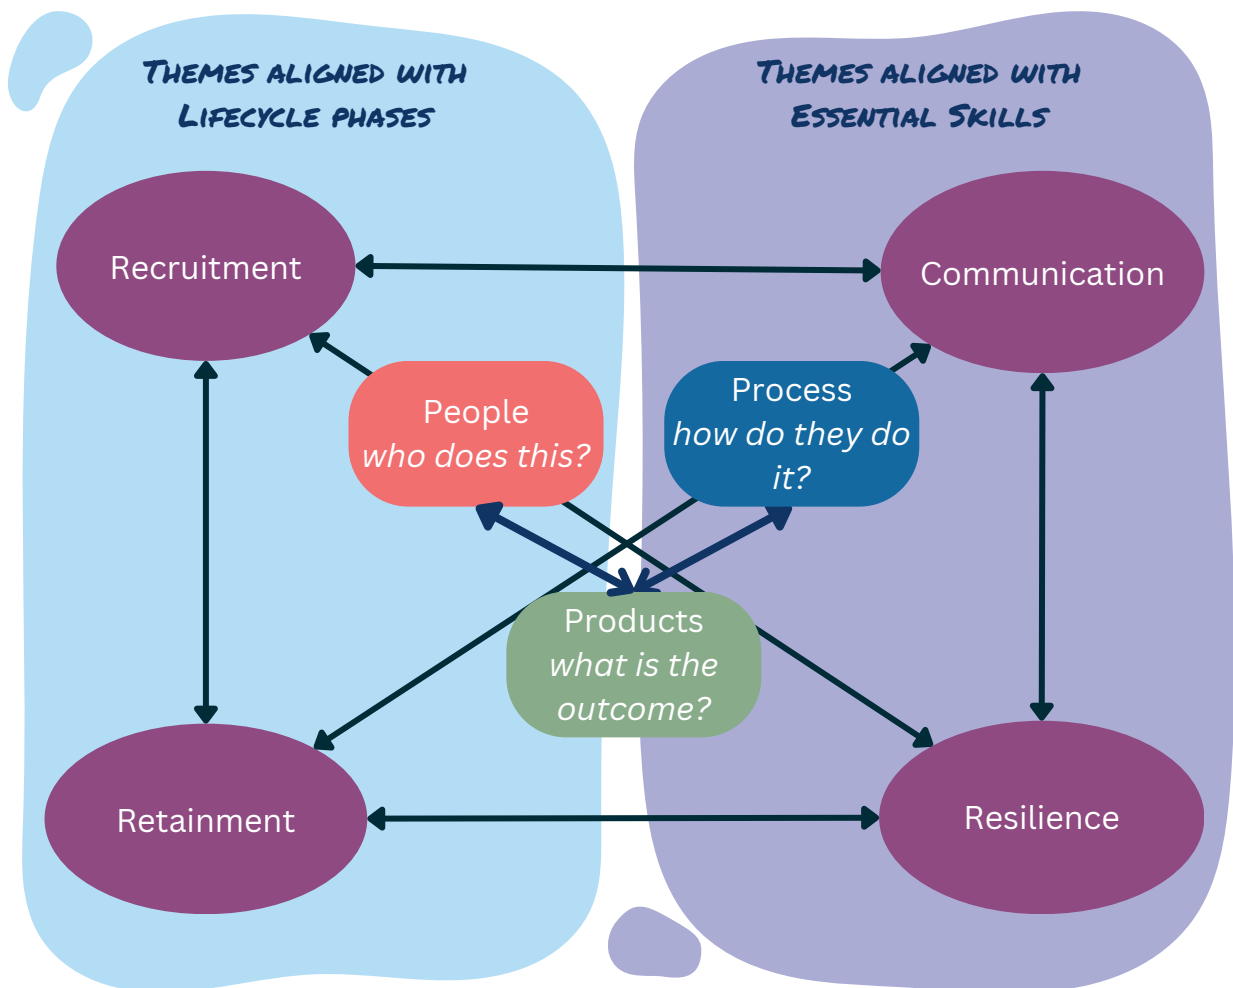 Themes aligned with
Lifecycle phases
Themes aligned with
Essential Skills
Recruitment
Communication
People
who does this?
Process
how do they do
it?
Products
what is the
outcome?
Retainment
Resilience